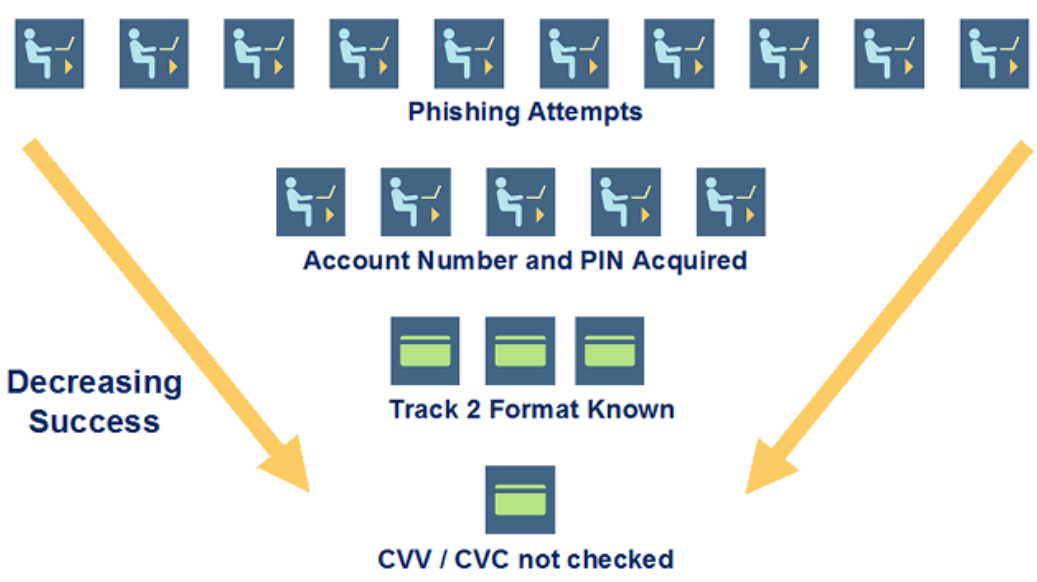 Phishing Attempts
Account Number and PIN Acquired
Decreasing
Success
Track 2 Format Known
CVV / CVC not checked